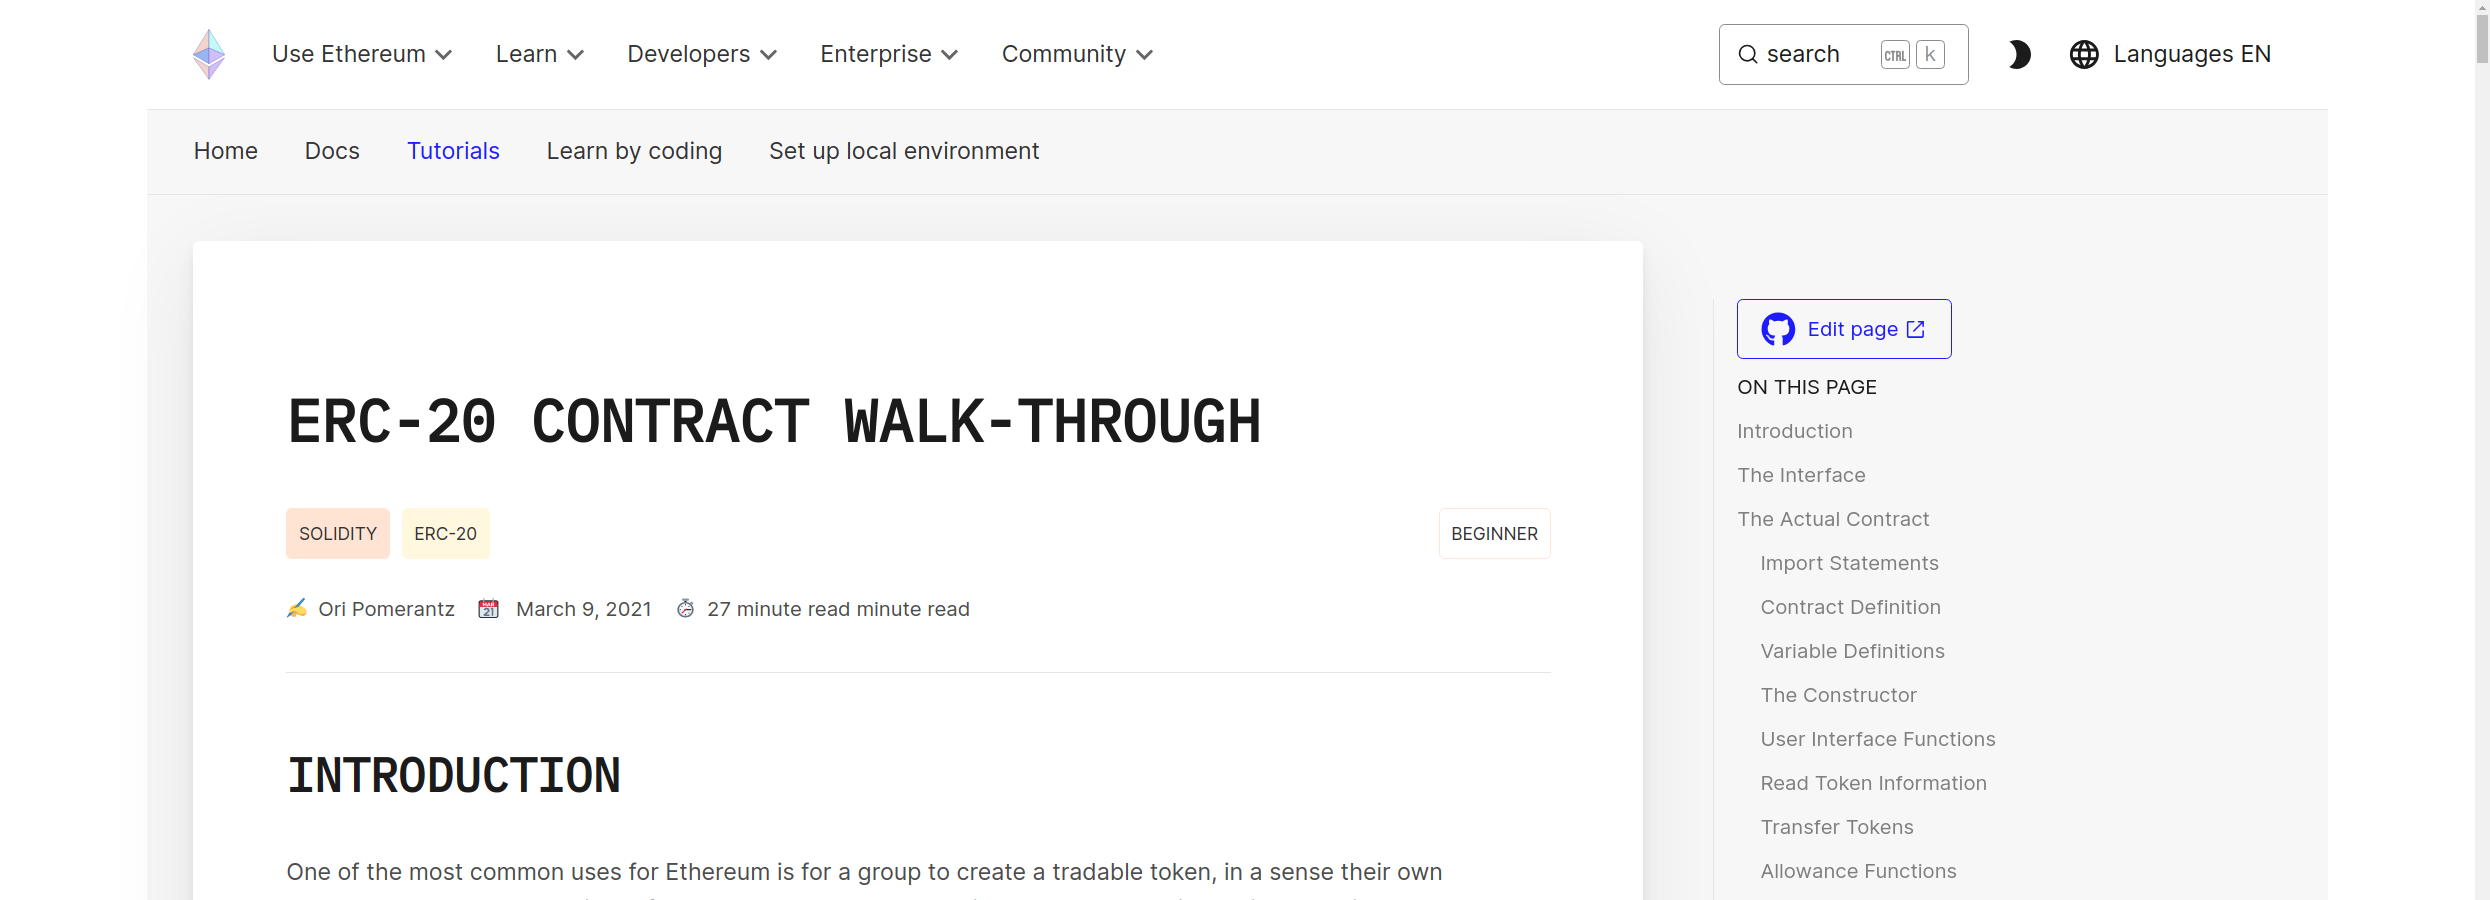 Use Ethereum Learn Developers Enterprise Community search CTRL k Languages EN
Home Docs Tutorials Learn by coding Set up local environment
ERC-20 CONTRACT WALK-THROUGH
SOLIDITY ERC-20 BEGINNER
Ori Pomerantz March 9, 2021 27 minute read minute read
INTRODUCTION
One of the most common uses for Ethereum is for a group to create a tradable token, in a sense their own
Edit page
ON THIS PAGE
Introduction
The Interface
The Actual Contract
Import Statements
Contract Definition
Variable Definitions
The Constructor
User Interface Functions
Read Token Information
Transfer Tokens
Allowance Functions